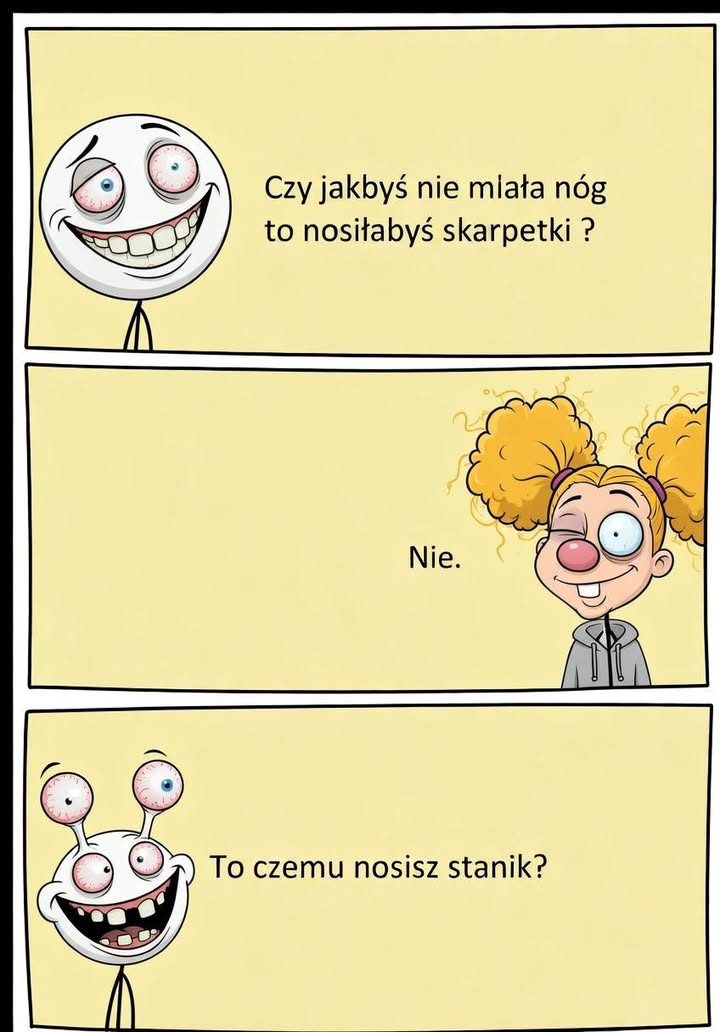 Czy jakbyś nie mlała nóg
to nosiłabyś skarpetki ?
Nie.
To czemu nosisz stanik?